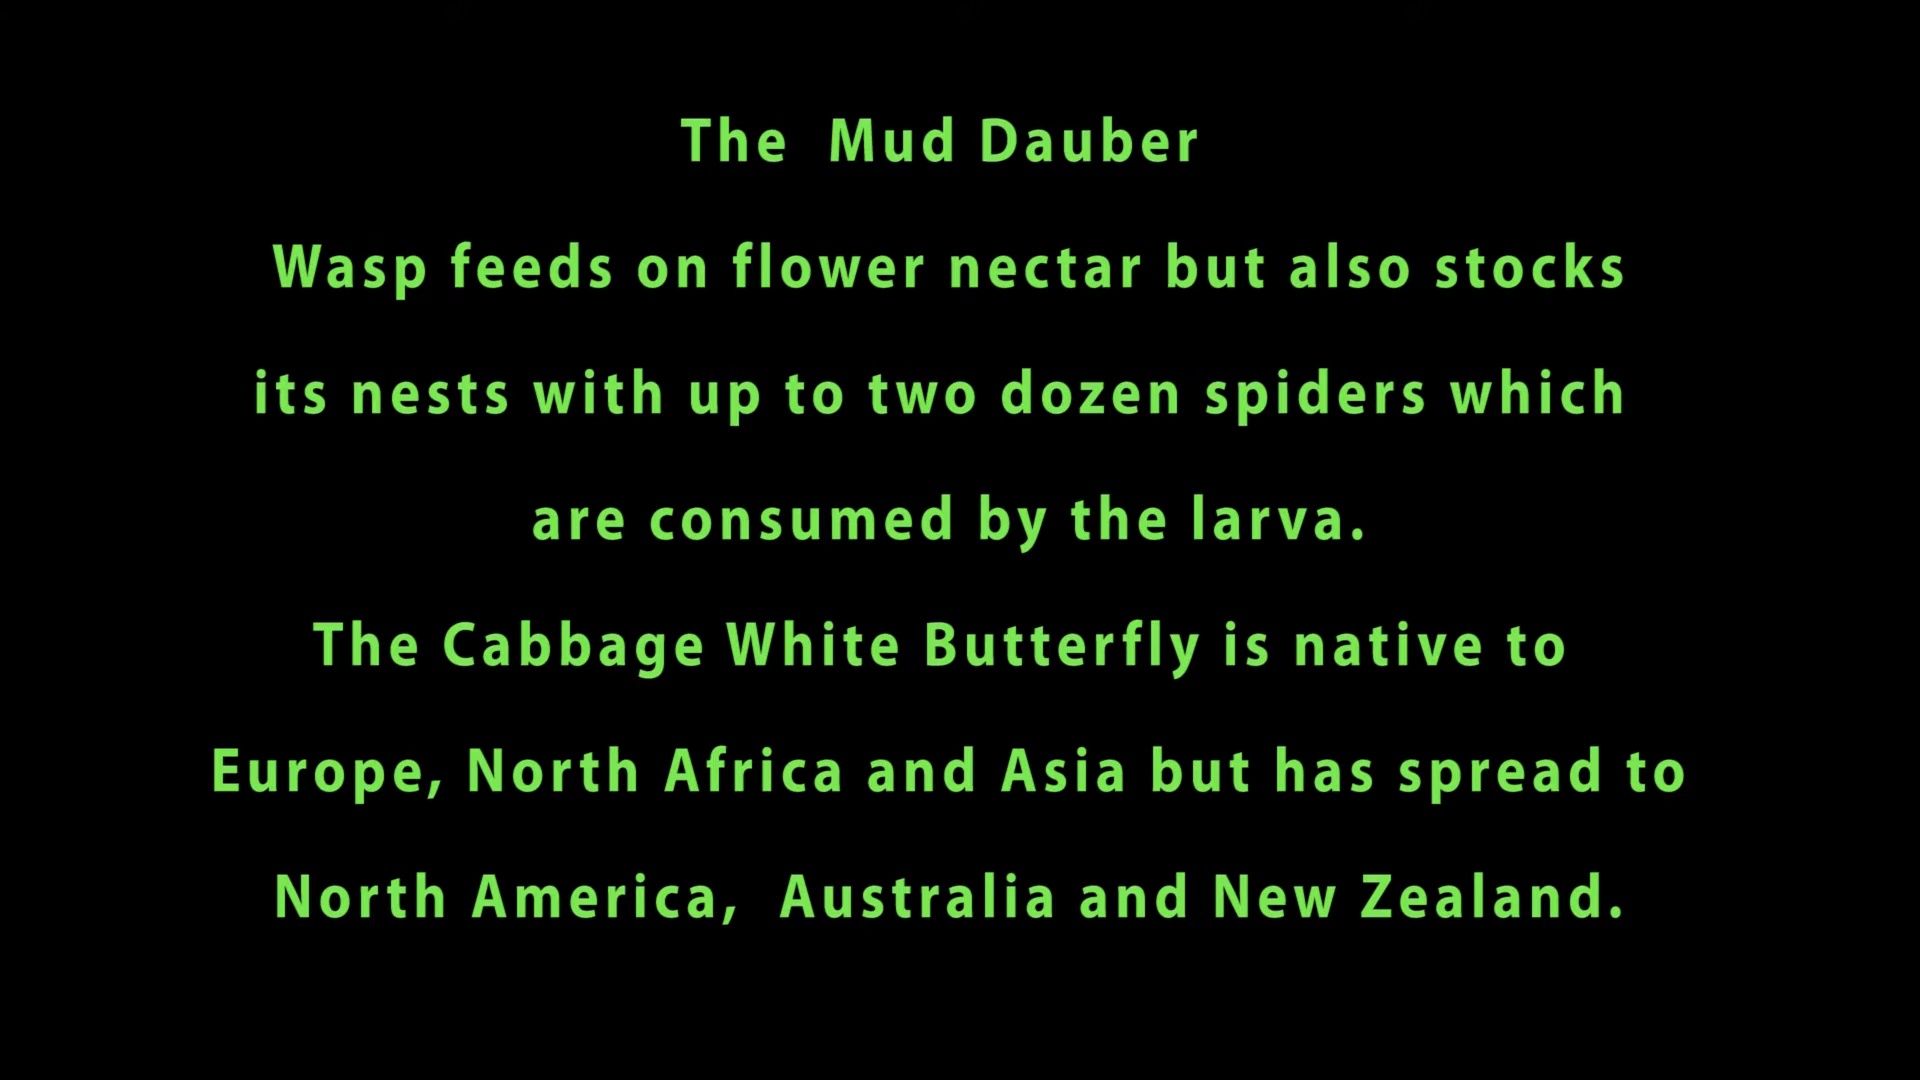 The  Mud Dauber
Wasp feeds on flower nectar but also stocks
its nests with up to two dozen spiders which
are consumed by the larva.
The Cabbage White Butterfly is native to
Europe, North Africa and Asia but has spread to
North America,  Australia and New Zealand.